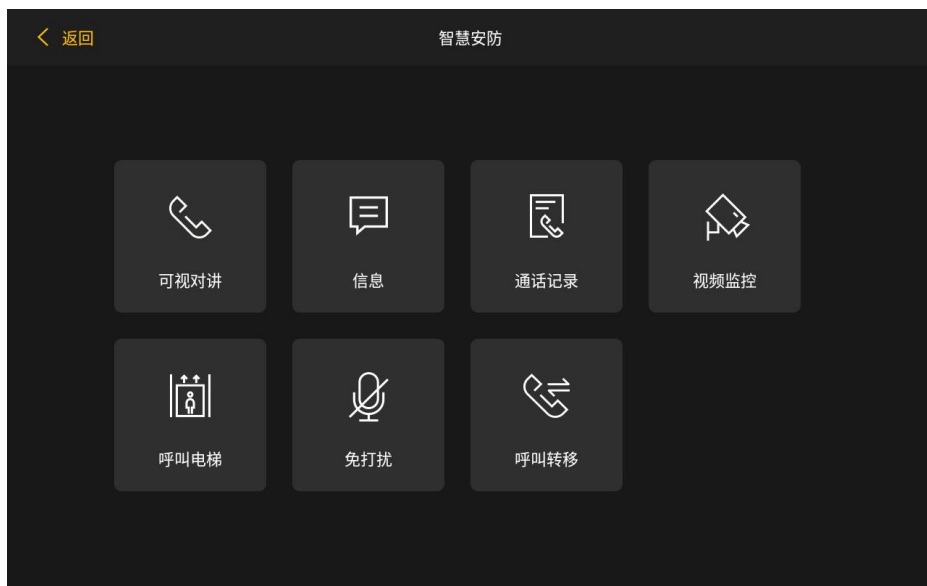 返回
智慧安防
可视对讲
信息
通话记录
视频监控
呼叫电梯
免打扰
呼叫转移